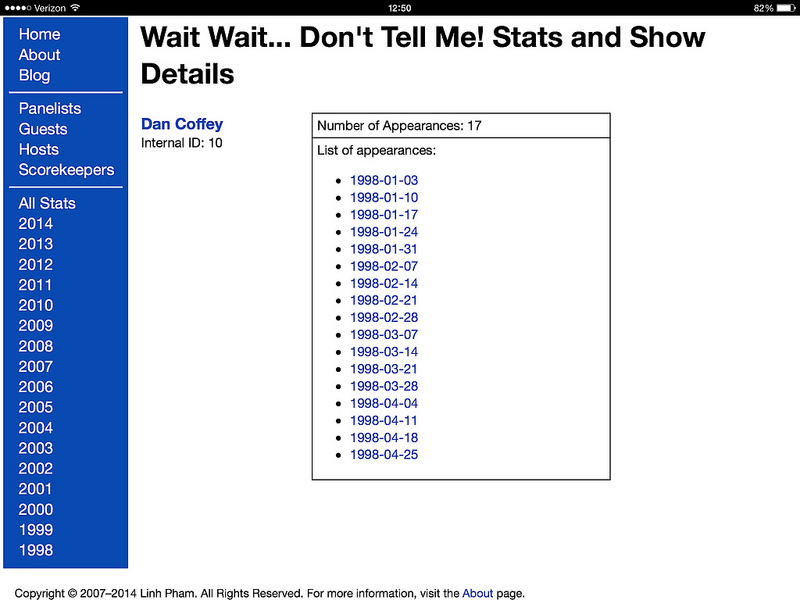 ●●●●○ Verizon 12:50 82%
Home
About
Blog
Panelists
Guests
Hosts
Scorekeepers
All Stats
2014
2013
2012
2011
2010
2009
2008
2007
2006
2005
2004
2003
2002
2001
2000
1999
1998
Wait Wait... Don't Tell Me! Stats and Show
Details
Dan Coffey
Internal ID: 10
Number of Appearances: 17
List of appearances:
• 1998-01-03
• 1998-01-10
• 1998-01-17
• 1998-01-24
• 1998-01-31
• 1998-02-07
• 1998-02-14
• 1998-02-21
• 1998-02-28
• 1998-03-07
• 1998-03-14
• 1998-03-21
• 1998-03-28
• 1998-04-04
• 1998-04-11
• 1998-04-18
• 1998-04-25
Copyright © 2007–2014 Linh Pham. All Rights Reserved. For more information, visit the About page.